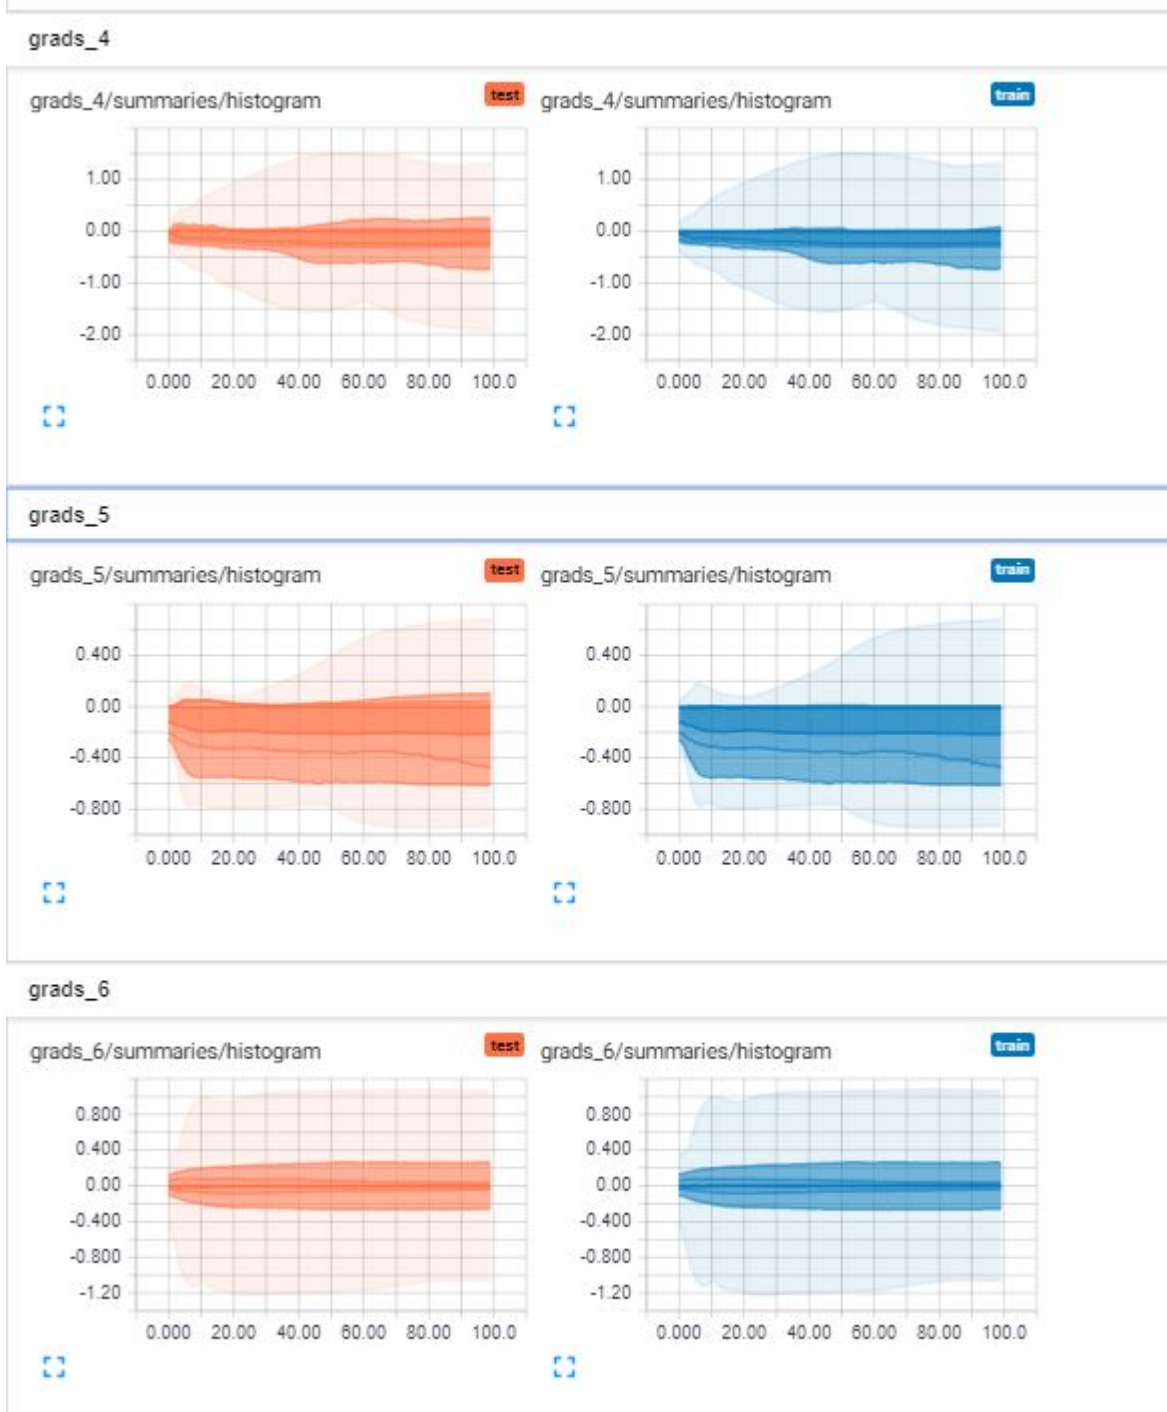 grads_4
grads_4/summaries/histogram test grads_4/summaries/histogram train
1.00 1.00
0.00 0.00
-1.00 -1.00
-2.00 -2.00
0.000 20.00 40.00 60.00 80.00 100.0 0.000 20.00 40.00 60.00 80.00 100.0
grads_5
grads_5/summaries/histogram test grads_5/summaries/histogram train
0.400 0.400
0.00 0.00
-0.400 -0.400
-0.800 -0.800
0.000 20.00 40.00 60.00 80.00 100.0 0.000 20.00 40.00 60.00 80.00 100.0
grads_6
grads_6/summaries/histogram test grads_6/summaries/histogram train
0.800 0.800
0.400 0.400
0.00 0.00
-0.400 -0.400
-0.800 -0.800
-1.20 -1.20
0.000 20.00 40.00 60.00 80.00 100.0 0.000 20.00 40.00 60.00 80.00 100.0